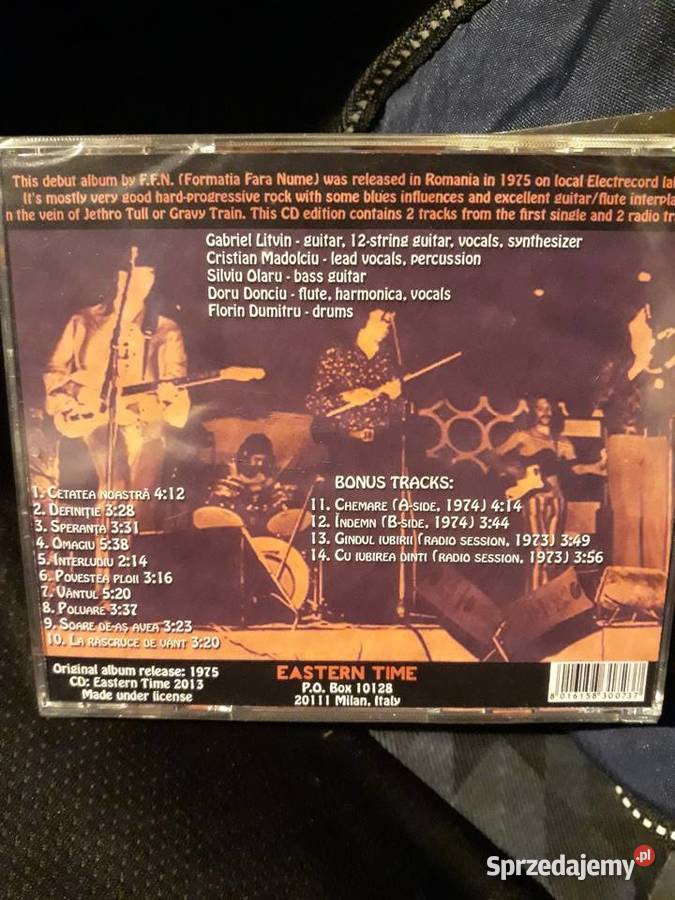 This debut album by F.F.N. (Formatia Fara Nume) was released in Romania in 1975 on local Electrecord la
It's mostly very good hard-progressive rock with some blues influences and excellent guitar/flute interpla
n the vein of Jethro Tull or Gravy Train. This CD edition contains 2 tracks from the first single and 2 radio tr
Gabriel Litvin - guitar, 12-string guitar, vocals, synthesizer
Cristian Madolciu - lead vocals, percussion
Silviu Olaru - bass guitar
Doru Donciu - flute, harmonica, vocals
Florin Dumitru - drums
1. Cetatea noastră 4:12
2. Definiţie 3:28
3. Speranţa 3:31
4. Omagiu 5:38
5. Interludiu 2:14
6. Povestea ploii 3:16
7. Vântul 5:20
8. Poluare 3:37
9. Soare de-aş avea 3:23
10. La răscruce de vânt 3:20
BONUS TRACKS:
11. Chemare (A-side, 1974) 4:14
12. Îndemn (B-side, 1974) 3:44
13. Gindul iubirii (radio session, 1973) 3:49
14. Cu iubirea dinti (radio session, 1973) 3:56
Original album release: 1975
CD: Eastern Time 2013
Made under license
EASTERN TIME
P.O. Box 10128
20111 Milan, Italy
8 016158 300737
Sprzedajemy.pl